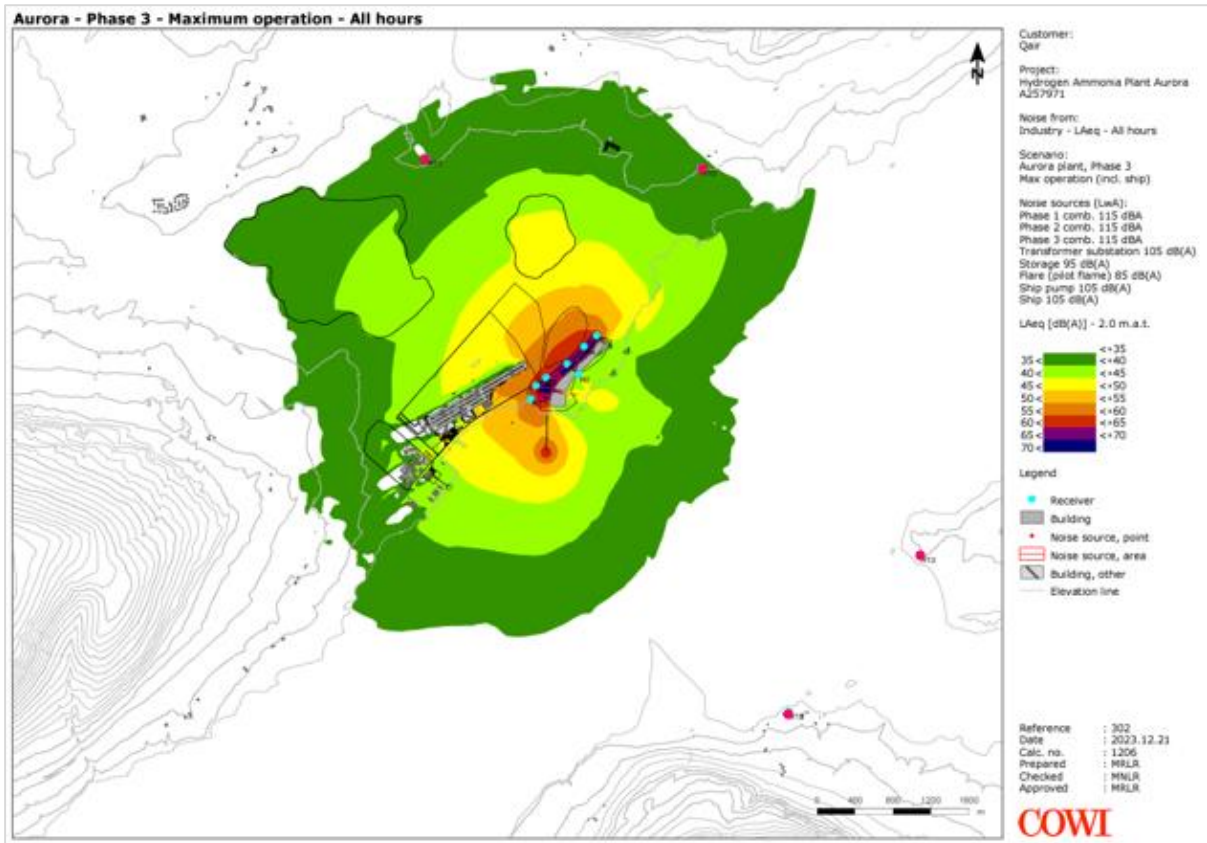 Aurora - Phase 3 - Maximum operation - All hours
Customer:
Qair
Project:
Hydrogen Ammonia Plant Aurora
A257971
Noise from:
Industry - LAeq - All hours
Scenario:
Aurora plant, Phase 3
Max operation (incl. ship)
Noise sources (LwA):
Phase 1 comb. 115 dBA
Phase 2 comb. 115 dBA
Phase 3 comb. 115 dBA
Transformer substation 105 dB(A)
Storage 95 dB(A)
Flare (pilot flame) 85 dB(A)
Ship pump 105 dB(A)
Ship 105 dB(A)
LAeq [dB(A)] - 2.0 m.a.t.
<=35
35 < <=40
40 < <=45
45 < <=50
50 < <=55
55 < <=60
60 < <=65
65 < <=70
70 <
Legend
Receiver
Building
Noise source, point
Noise source, area
Building, other
Elevation line
N
0 400 800 1200 1600
m
Reference : 302
Date : 2023.12.21
Calc. no. : 1206
Prepared : MRLR
Checked : MNLR
Approved : MRLR
COWI